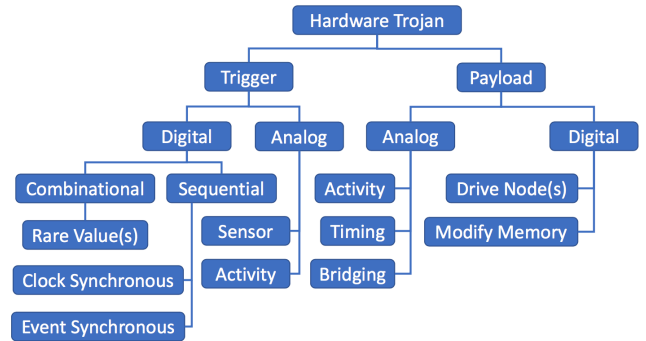 Hardware Trojan
Trigger
Payload
Digital
Analog
Analog
Digital
Combinational
Sequential
Activity
Drive Node(s)
Rare Value(s)
Sensor
Timing
Modify Memory
Clock Synchronous
Activity
Bridging
Event Synchronous